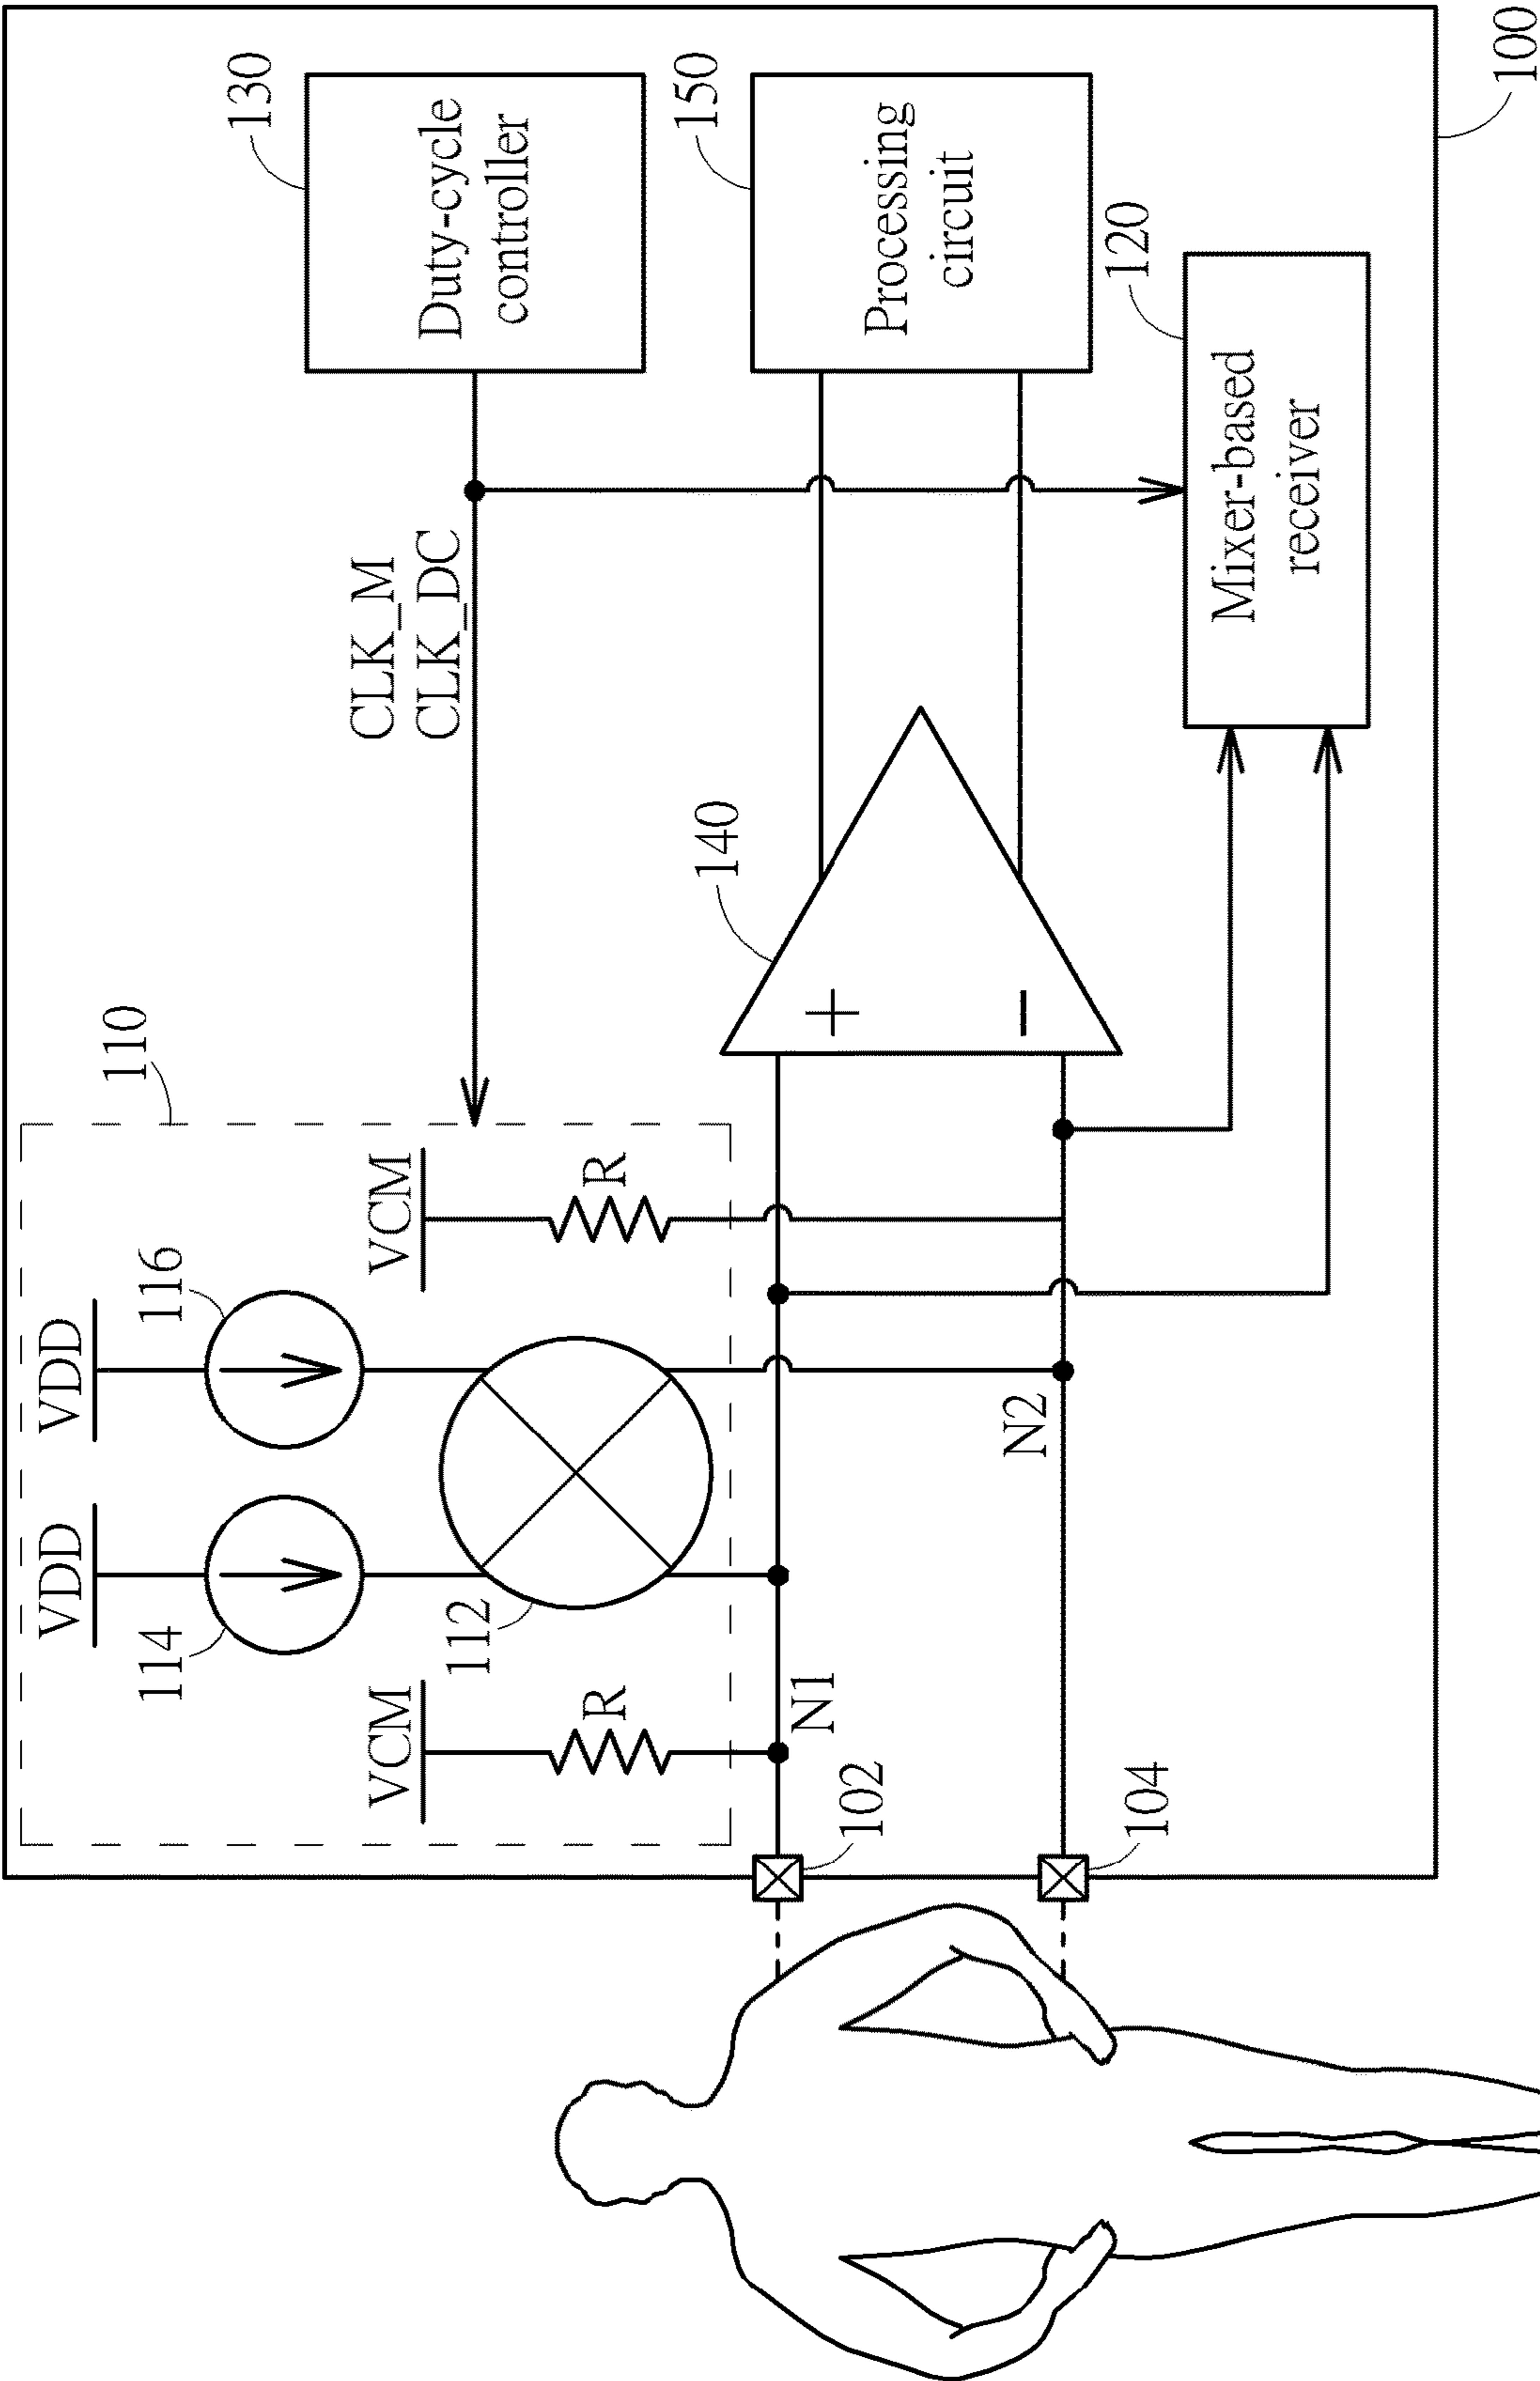 110
VDD
VDD
114
116
130
Duty-cycle
controller
CLK_M
CLK_DC
VCM
VCM
R
R
112
140
150
Processing
circuit
+
−
N1
N2
102
104
120
Mixer-based
receiver
100